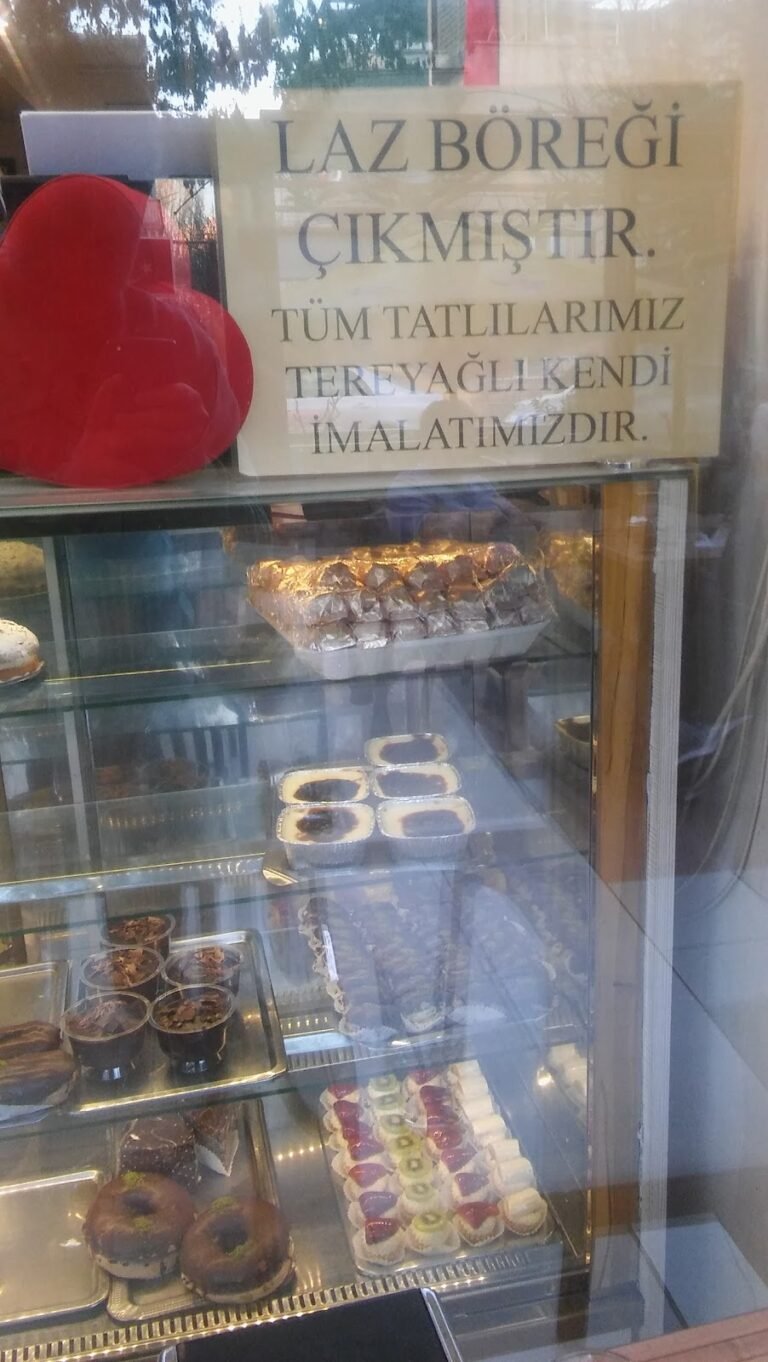 LAZ BÖREĞİ
ÇIKMIŞTIR.
TÜM TATLILARIMIZ
TEREYAĞLI KENDİ
İMALATIMIZDIR.